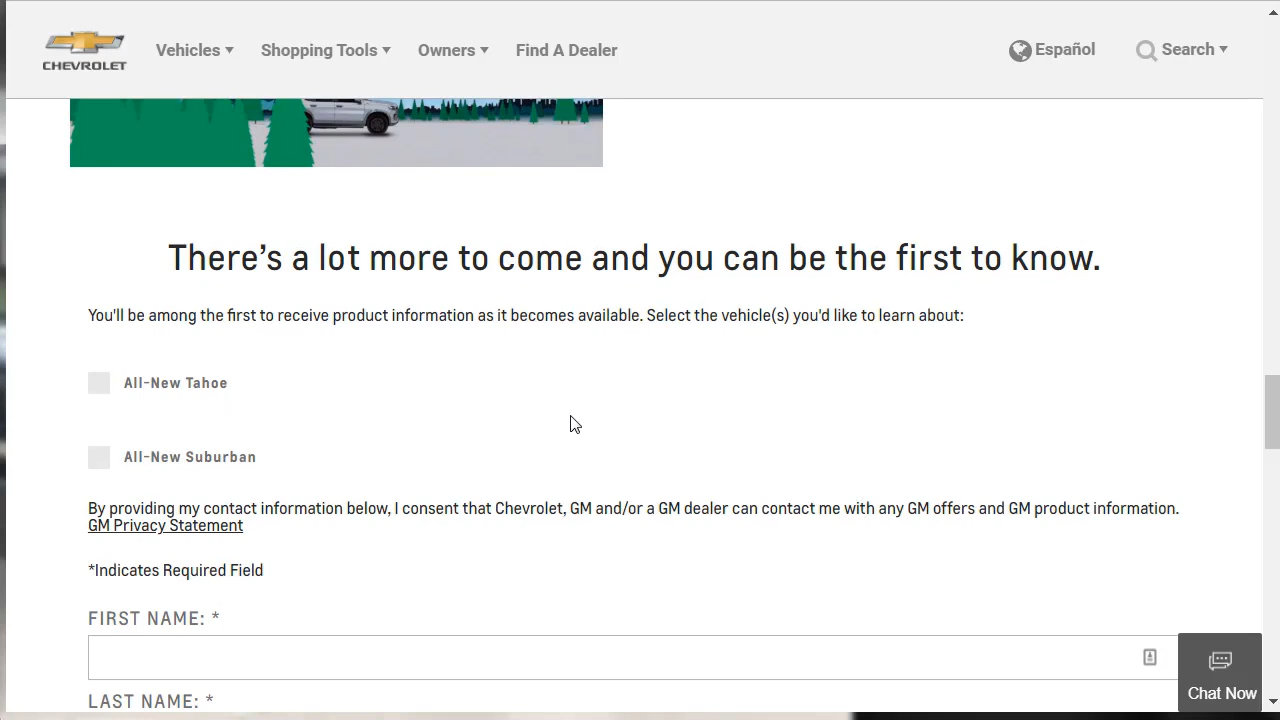 CHEVROLET
Vehicles
Shopping Tools
Owners
Find A Dealer
Español
Search
There's a lot more to come and you can be the first to know.
You'll be among the first to receive product information as it becomes available. Select the vehicle(s) you'd like to learn about:
All-New Tahoe
All-New Suburban
By providing my contact information below, I consent that Chevrolet, GM and/or a GM dealer can contact me with any GM offers and GM product information.
GM Privacy Statement
*Indicates Required Field
FIRST NAME: *
LAST NAME: *
Chat Now